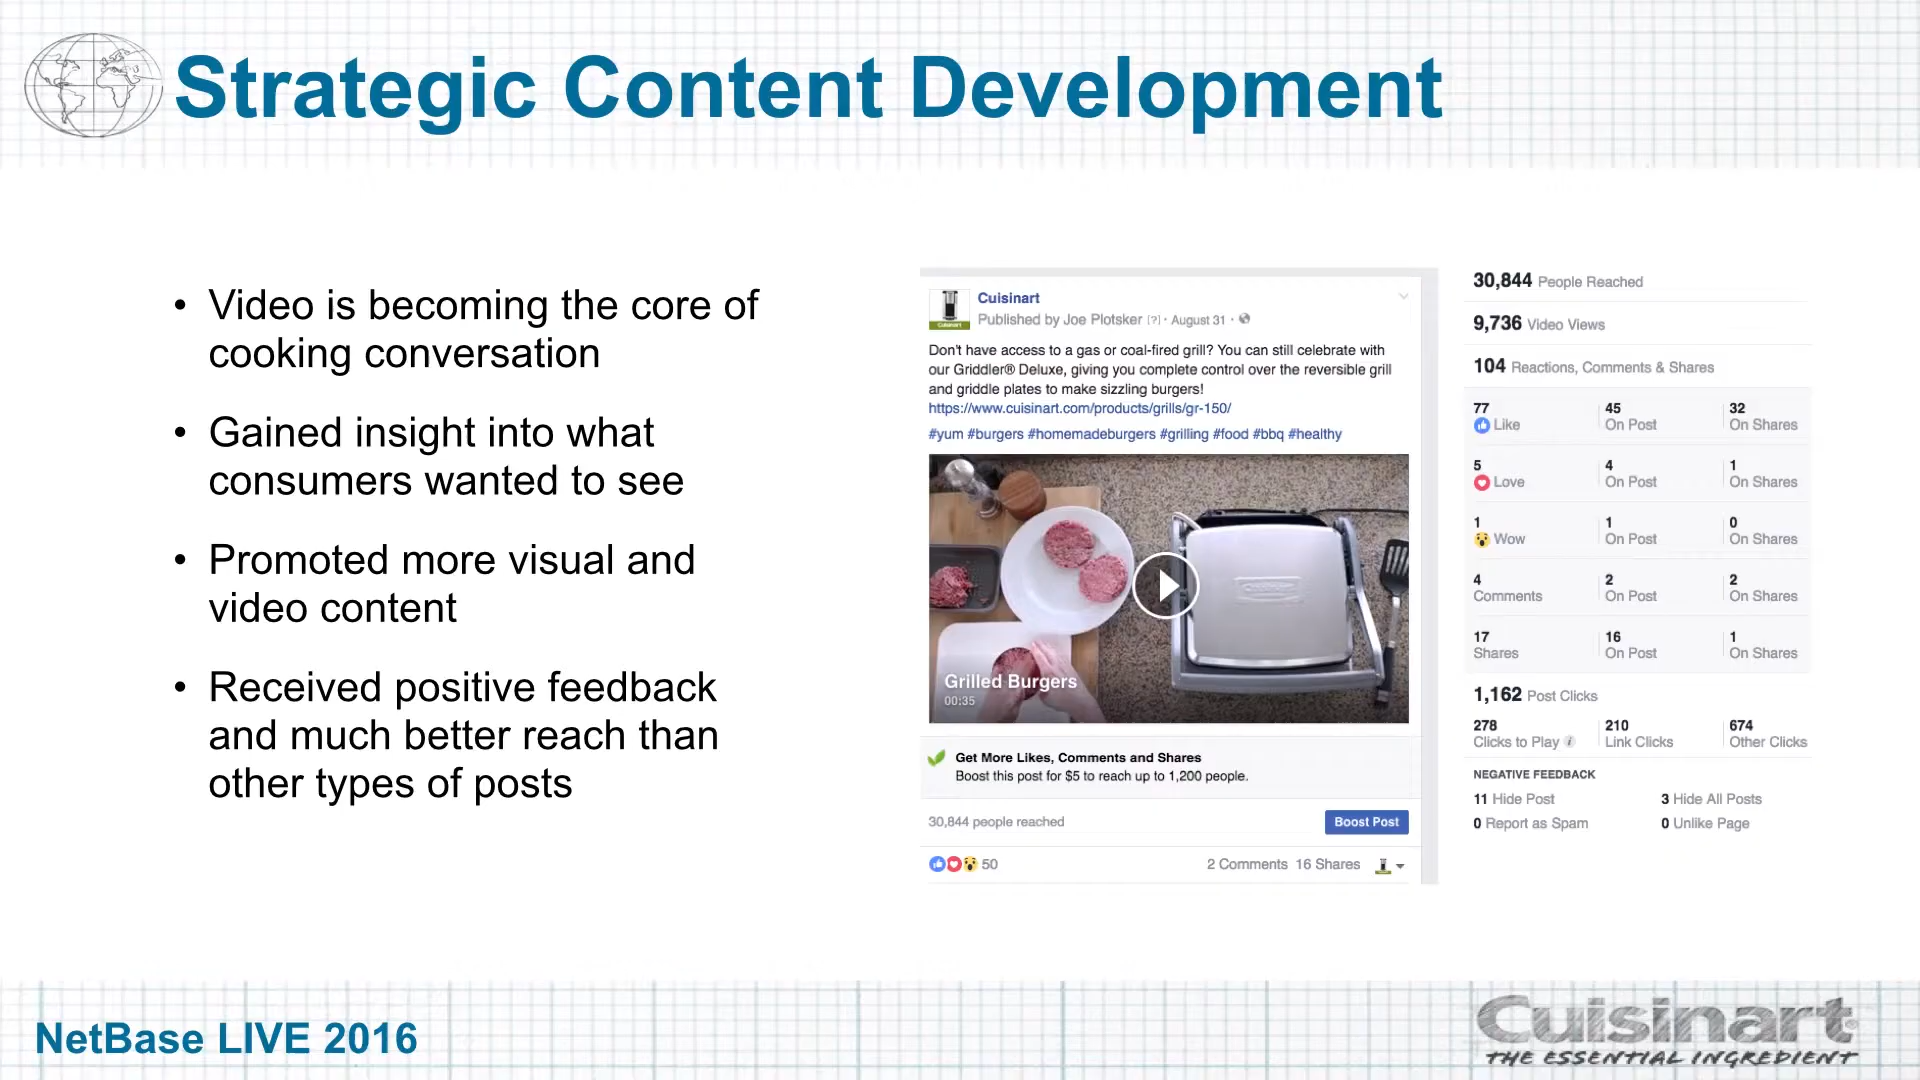 Strategic Content Development
• Video is becoming the core of
cooking conversation
• Gained insight into what
consumers wanted to see
• Promoted more visual and
video content
• Received positive feedback
and much better reach than
other types of posts
Cuisinart
Published by Joe Plotsker [?] · August 31 ·
Don't have access to a gas or coal-fired grill? You can still celebrate with
our Griddler® Deluxe, giving you complete control over the reversible grill
and griddle plates to make sizzling burgers!
https://www.cuisinart.com/products/grills/gr-150/
#yum #burgers #homemadeburgers #grilling #food #bbq #healthy
Grilled Burgers
00:35
Get More Likes, Comments and Shares
Boost this post for $5 to reach up to 1,200 people.
30,844 people reached
Boost Post
50
2 Comments 16 Shares
30,844 People Reached
9,736 Video Views
104 Reactions, Comments & Shares
77 45 32
Like On Post On Shares
5 4 1
Love On Post On Shares
1 1 0
Wow On Post On Shares
4 2 2
Comments On Post On Shares
17 16 1
Shares On Post On Shares
1,162 Post Clicks
278 210 674
Clicks to Play i Link Clicks Other Clicks
NEGATIVE FEEDBACK
11 Hide Post 3 Hide All Posts
0 Report as Spam 0 Unlike Page
NetBase LIVE 2016
Cuisinart
THE ESSENTIAL INGREDIENT